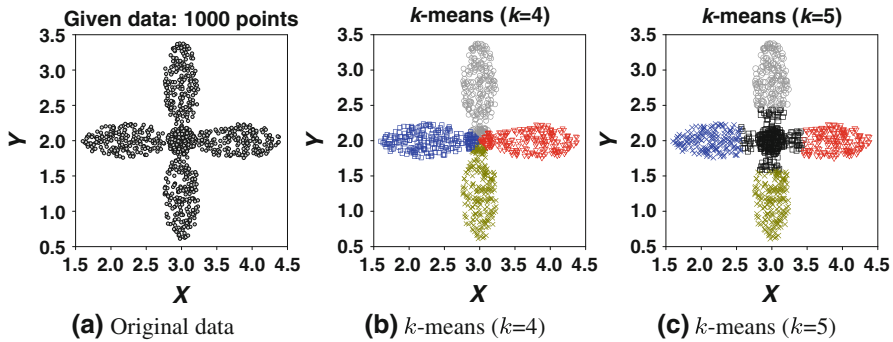 Given data: 1000 points
k-means (k=4)
k-means (k=5)
3.5
3.0
2.5
2.0
1.5
1.0
0.5
Y
1.5 2.0 2.5 3.0 3.5 4.0 4.5
X
3.5
3.0
2.5
2.0
1.5
1.0
0.5
Y
1.5 2.0 2.5 3.0 3.5 4.0 4.5
X
3.5
3.0
2.5
2.0
1.5
1.0
0.5
Y
1.5 2.0 2.5 3.0 3.5 4.0 4.5
X
(a) Original data
(b) k-means (k=4)
(c) k-means (k=5)